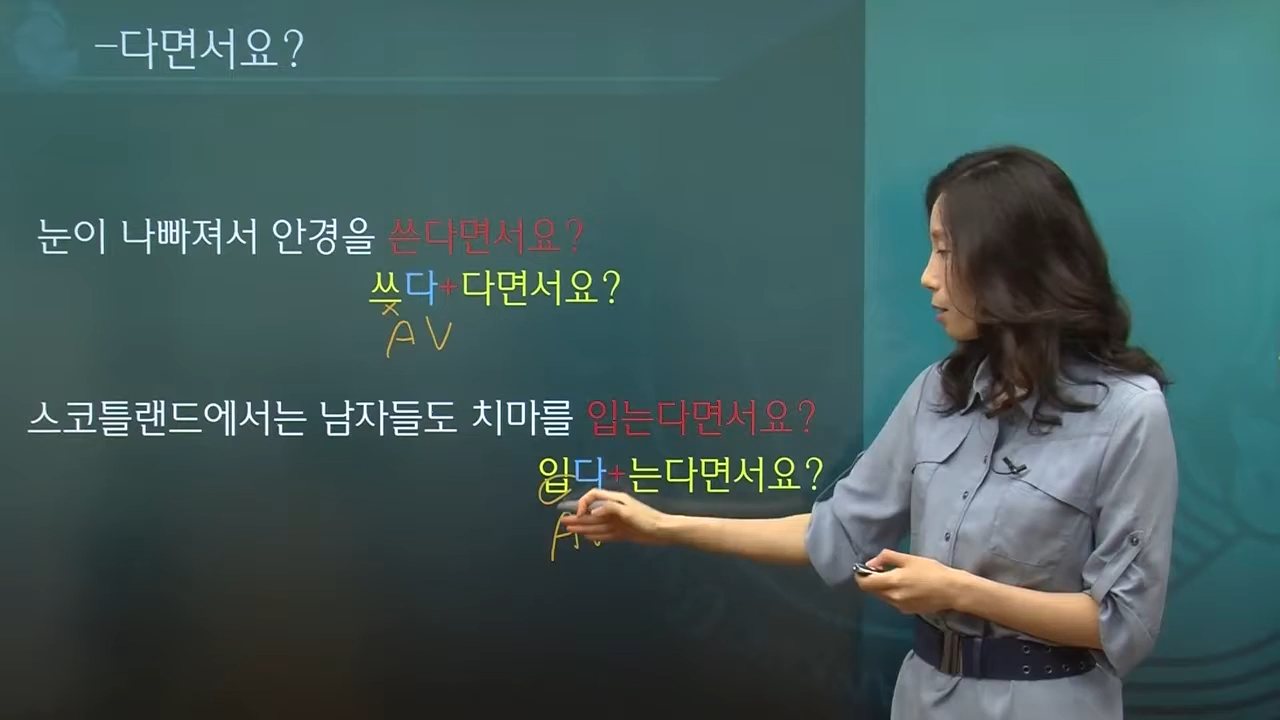 -다면서요?
눈이 나빠져서 안경을 쓴다면서요?
쓰다+다면서요?
x
AV
스코틀랜드에서는 남자들도 치마를 입는다면서요?
입다+는다면서요?
AV